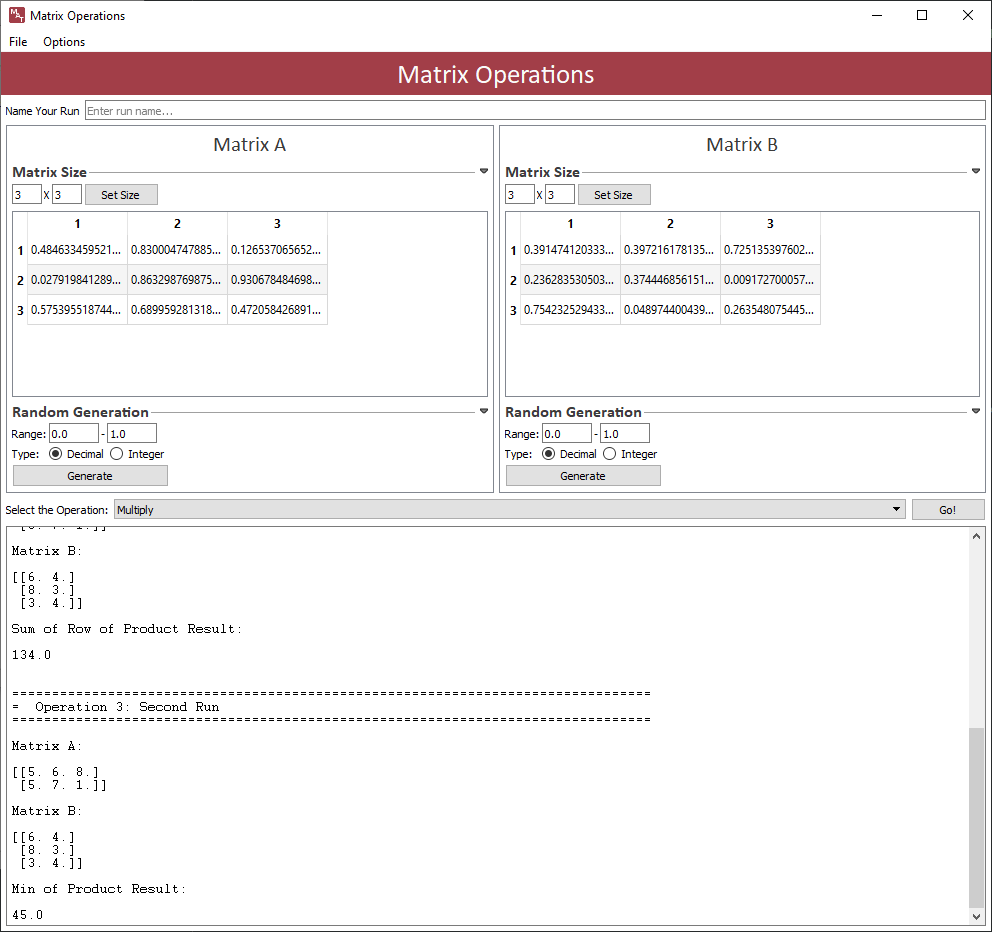 Matrix Operations
File Options
Matrix Operations
Name Your Run Enter run name...
Matrix A
Matrix Size
3 X 3 Set Size
1 2 3
1 0.484633459521... 0.830004747885... 0.126537065652...
2 0.027919841289... 0.863298769875... 0.930678484698...
3 0.575395518744... 0.689959281318... 0.472058426891...
Random Generation
Range: 0.0 - 1.0
Type: Decimal Integer
Generate
Matrix B
Matrix Size
3 X 3 Set Size
1 2 3
1 0.391474120333... 0.397216178135... 0.725135397602...
2 0.236283530503... 0.374446856151... 0.009172700057...
3 0.754232529433... 0.048974400439... 0.263548075445...
Random Generation
Range: 0.0 - 1.0
Type: Decimal Integer
Generate
Select the Operation: Multiply Go!
Matrix B:
[[6. 4.]
[8. 3.]
[3. 4.]]
Sum of Row of Product Result:
134.0
==================================================================================
= Operation 3: Second Run
==================================================================================
Matrix A:
[[5. 6. 8.]
[5. 7. 1.]]
Matrix B:
[[6. 4.]
[8. 3.]
[3. 4.]]
Min of Product Result:
45.0